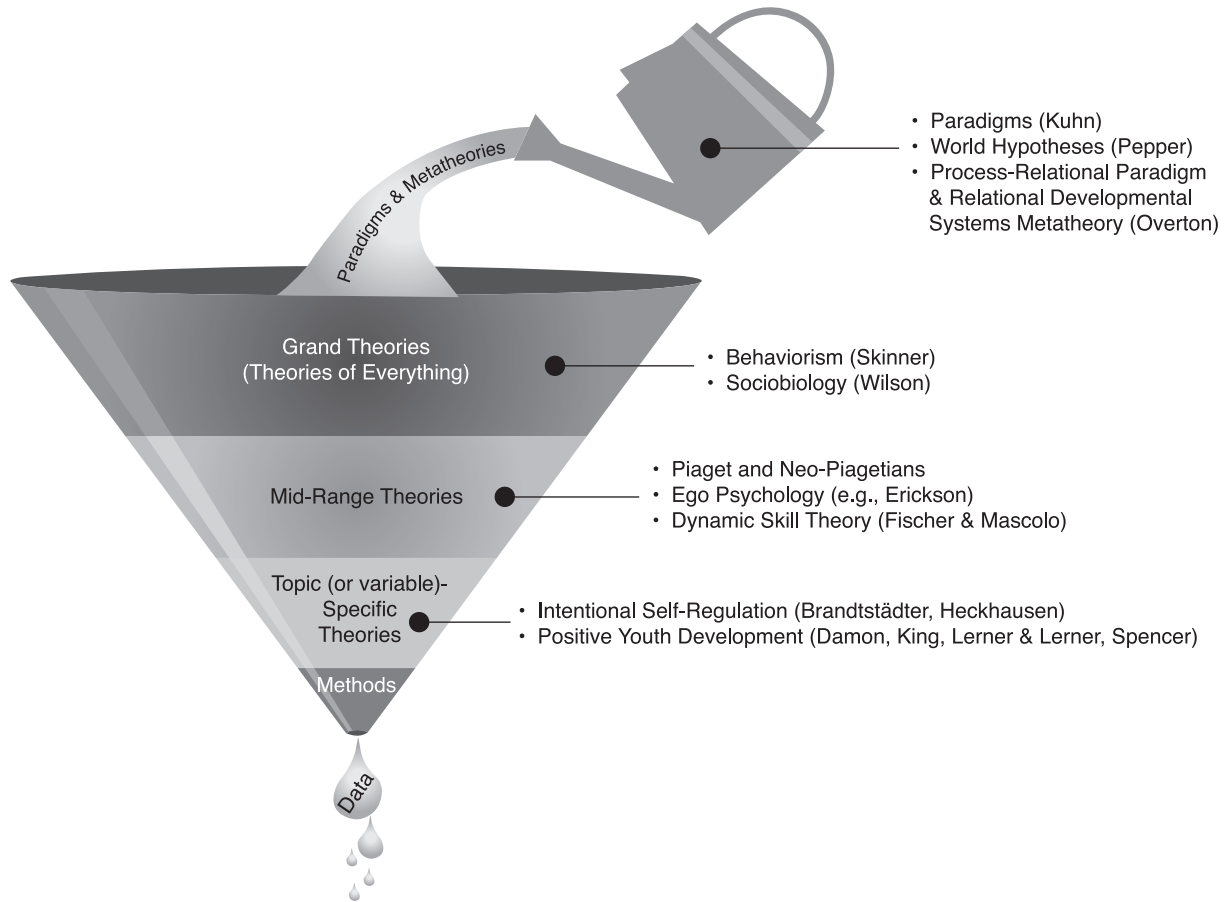 Paradigms & Metatheories
• Paradigms (Kuhn)
• World Hypotheses (Pepper)
• Process-Relational Paradigm
& Relational Developmental
Systems Metatheory (Overton)
Grand Theories
(Theories of Everything)
• Behaviorism (Skinner)
• Sociobiology (Wilson)
Mid-Range Theories
• Piaget and Neo-Piagetians
• Ego Psychology (e.g., Erickson)
• Dynamic Skill Theory (Fischer & Mascolo)
Topic (or variable)-
Specific
Theories
• Intentional Self-Regulation (Brandtstädter, Heckhausen)
• Positive Youth Development (Damon, King, Lerner & Lerner, Spencer)
Methods
Data